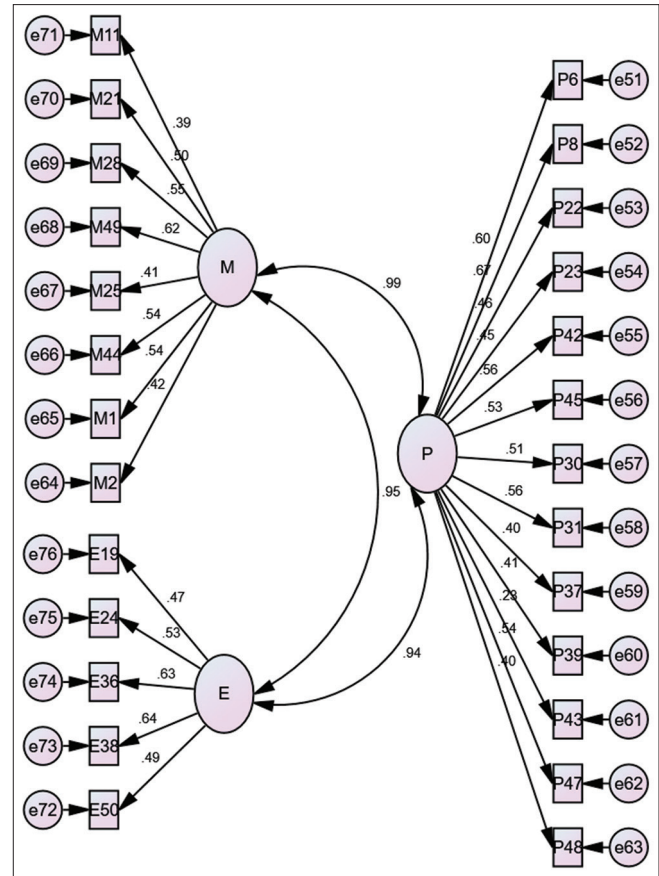 e71 M11
e70 M21
e69 M28
e68 M49
e67 M25
e66 M44
e65 M1
e64 M2
.39
.50
.55
.62
.41
.54
.54
.42
M
e76 E19
e75 E24
e74 E36
e73 E38
e72 E50
.47
.53
.63
.64
.49
E
.99
.95
.94
P
.60
.67
.46
.45
.56
.53
.51
.56
.40
.41
.23
.54
.40
P6 e51
P8 e52
P22 e53
P23 e54
P42 e55
P45 e56
P30 e57
P31 e58
P37 e59
P39 e60
P43 e61
P47 e62
P48 e63